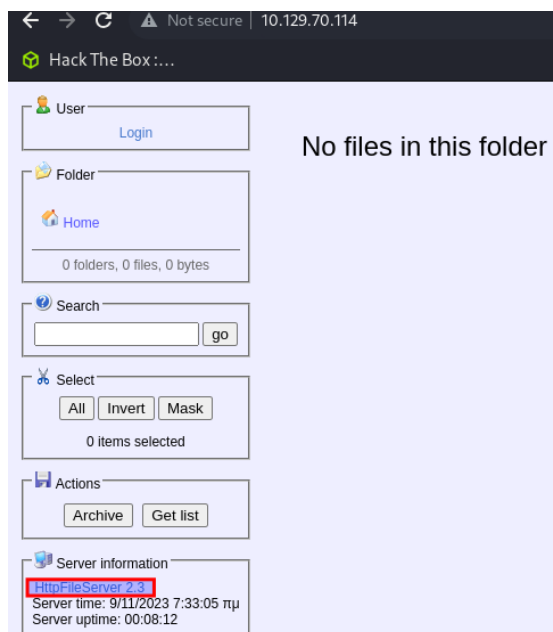 Not secure 10.129.70.114
Hack The Box :...
User
Login
No files in this folder
Folder
Home
0 folders, 0 files, 0 bytes
Search
go
Select
All Invert Mask
0 items selected
Actions
Archive Get list
Server information
HttpFileServer 2.3
Server time: 9/11/2023 7:33:05 πμ
Server uptime: 00:08:12